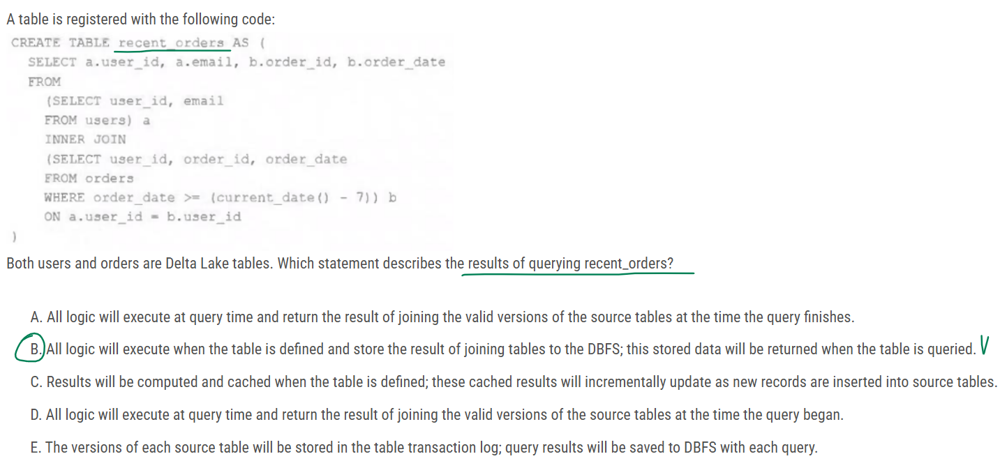 A table is registered with the following code:
CREATE TABLE recent_orders AS (
SELECT a.user_id, a.email, b.order_id, b.order_date
FROM
(SELECT user_id, email
FROM users) a
INNER JOIN
(SELECT user_id, order_id, order_date
FROM orders
WHERE order_date >= (current_date() - 7)) b
ON a.user_id = b.user_id
)
Both users and orders are Delta Lake tables. Which statement describes the results of querying recent_orders?
A. All logic will execute at query time and return the result of joining the valid versions of the source tables at the time the query finishes.
B. All logic will execute when the table is defined and store the result of joining tables to the DBFS; this stored data will be returned when the table is queried. V
C. Results will be computed and cached when the table is defined; these cached results will incrementally update as new records are inserted into source tables.
D. All logic will execute at query time and return the result of joining the valid versions of the source tables at the time the query began.
E. The versions of each source table will be stored in the table transaction log; query results will be saved to DBFS with each query.